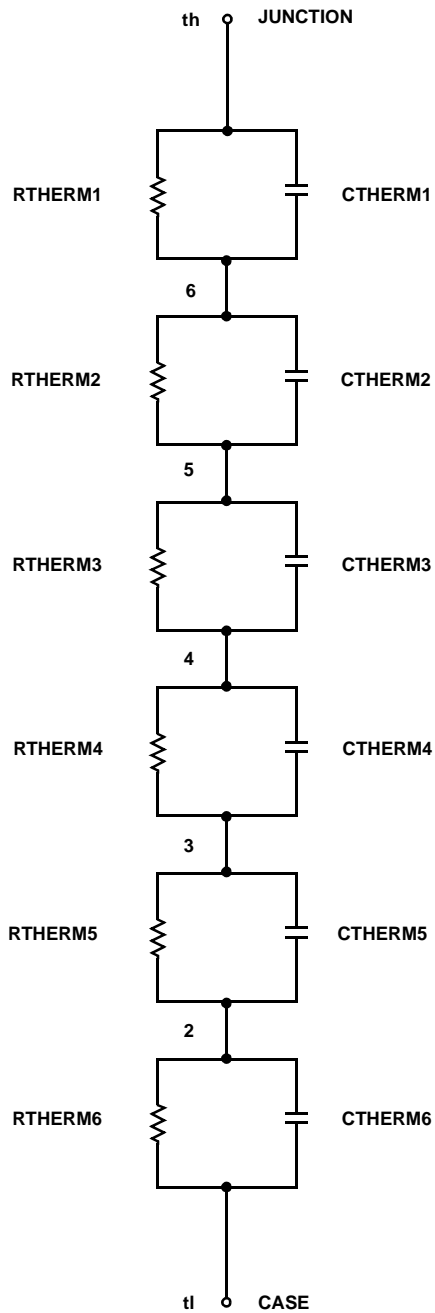 th JUNCTION
RTHERM1 CTHERM1
6
RTHERM2 CTHERM2
5
RTHERM3 CTHERM3
4
RTHERM4 CTHERM4
3
RTHERM5 CTHERM5
2
RTHERM6 CTHERM6
tl CASE